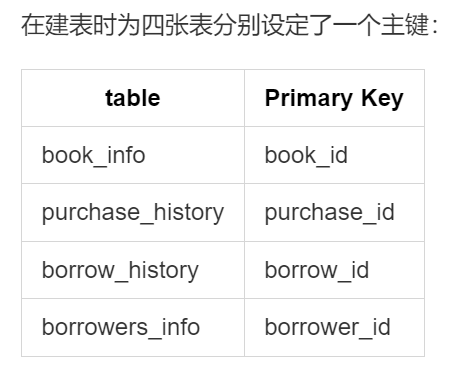 在建表时为四张表分别设定了一个主键：
table Primary Key
book_info book_id
purchase_history purchase_id
borrow_history borrow_id
borrowers_info borrower_id